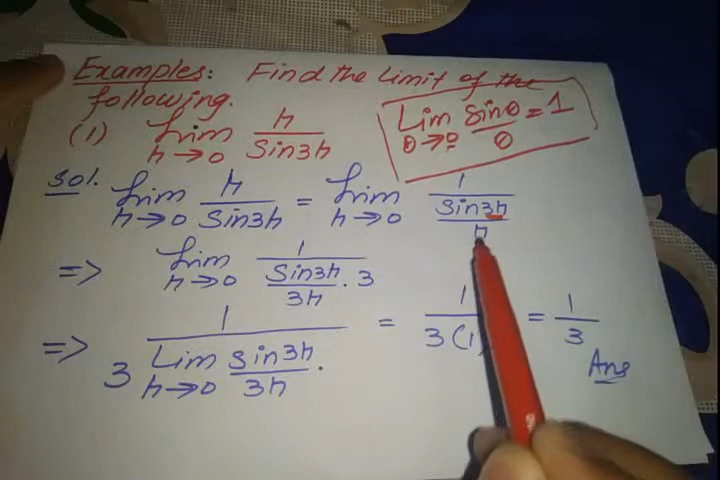 Examples: Find the Limit of the
following.
(1) Lim h→0 h/Sin3h
Lim θ→0 Sinθ/θ = 1
Sol. Lim h→0 h/Sin3h = Lim h→0 1/(Sin3h/h)
=> Lim h→0 1/(Sin3h/3h · 3)
=> 1/(3 Lim h→0 Sin3h/3h) · = 1/3(1) = 1/3
Ans